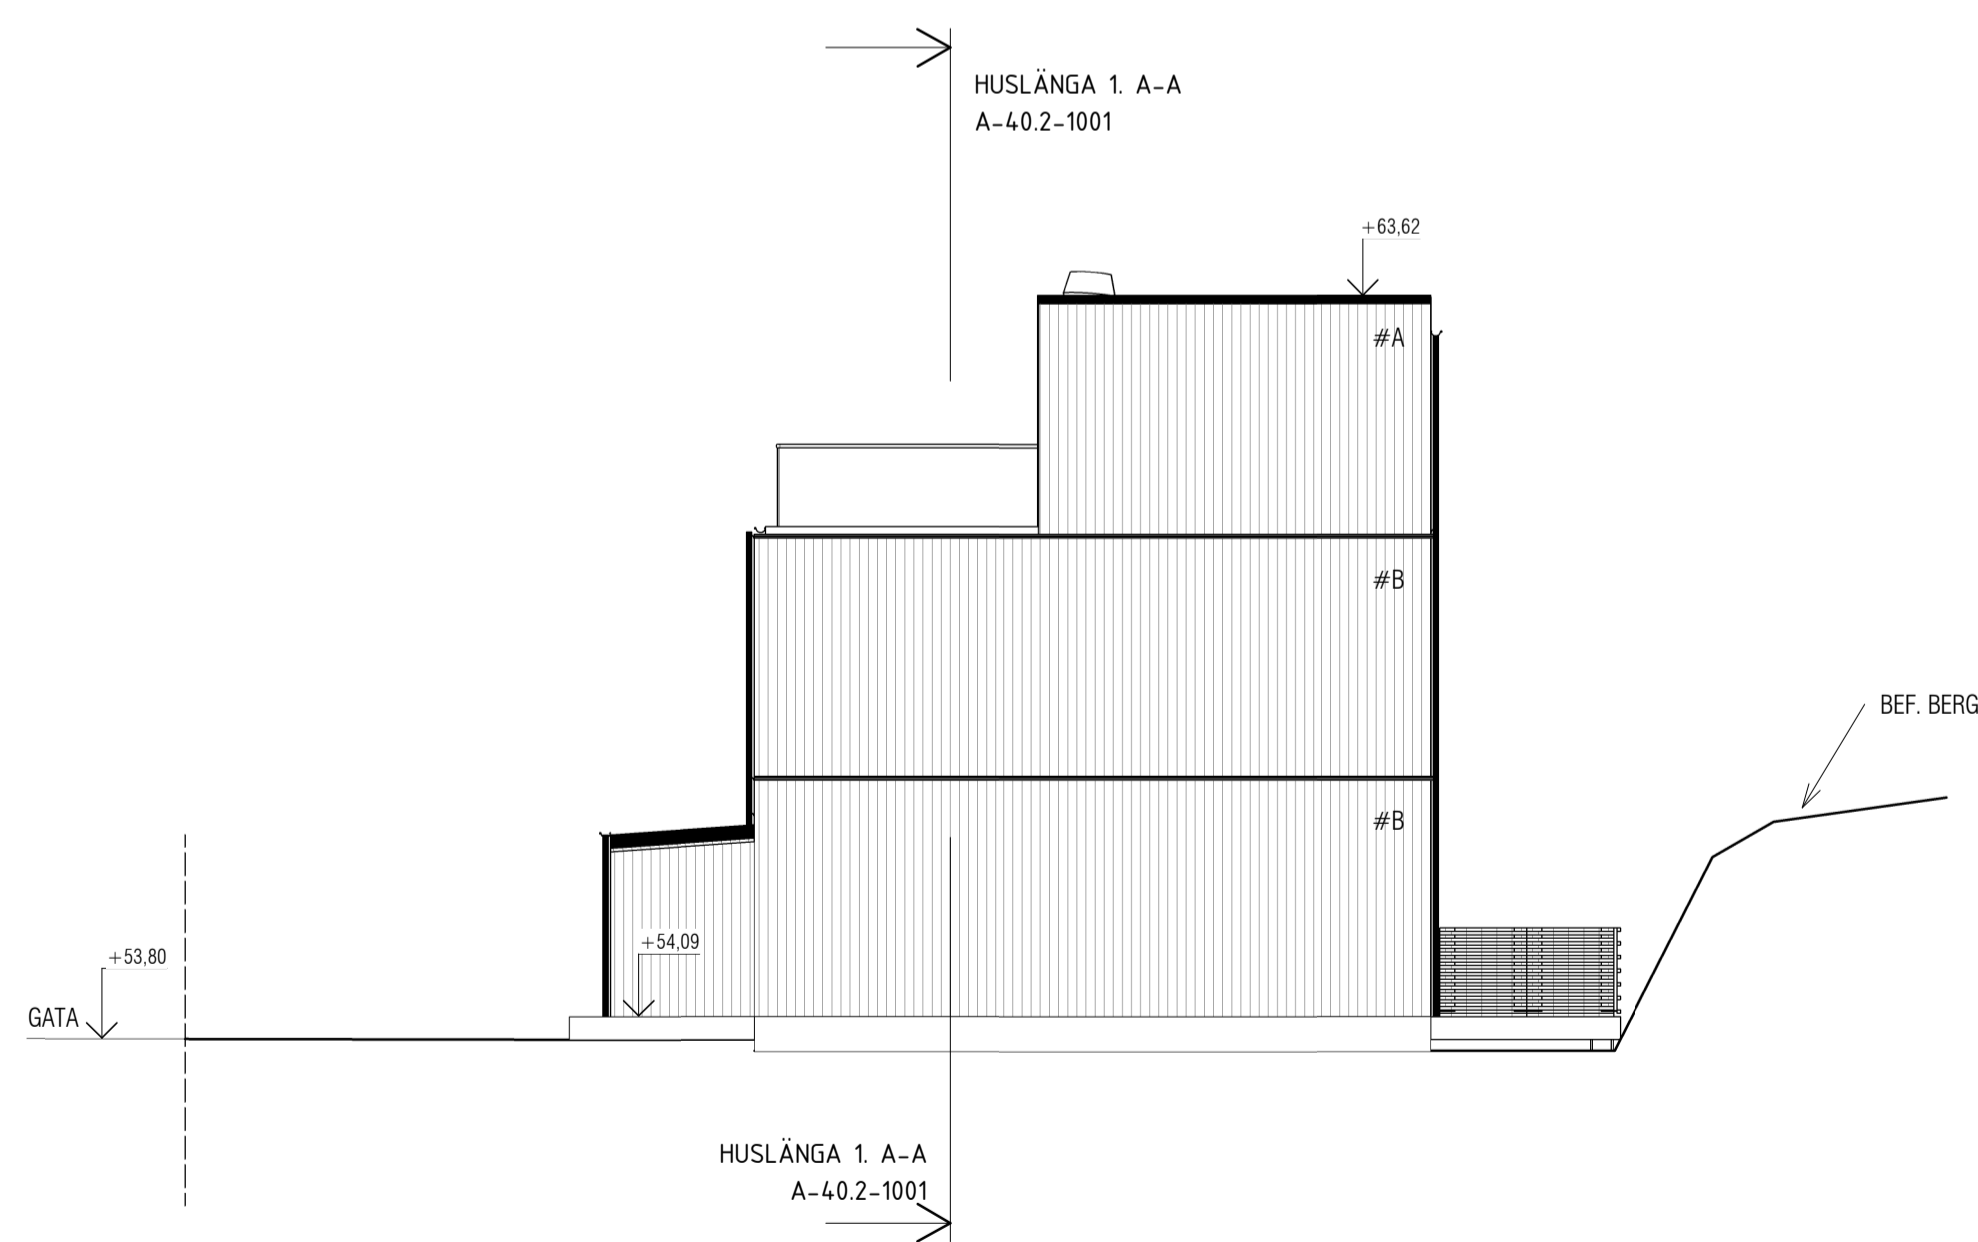 HUSLÄNGA 1. A-A
A-40.2-1001
+63,62
#A
#B
BEF. BERG
#B
+54,09
+53,80
GATA
HUSLÄNGA 1. A-A
A-40.2-1001